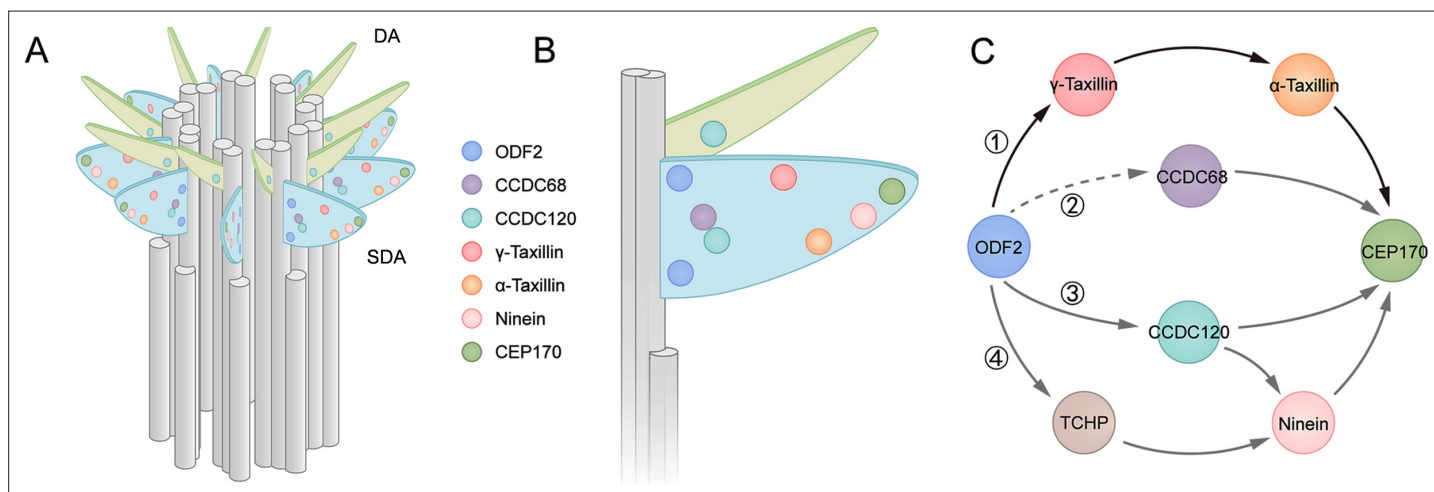 A
DA
SDA
ODF2
CCDC68
CCDC120
γ-Taxillin
α-Taxillin
Ninein
CEP170
B
C
γ-Taxillin
α-Taxillin
①
CCDC68
②
ODF2
CEP170
③
CCDC120
④
TCHP
Ninein